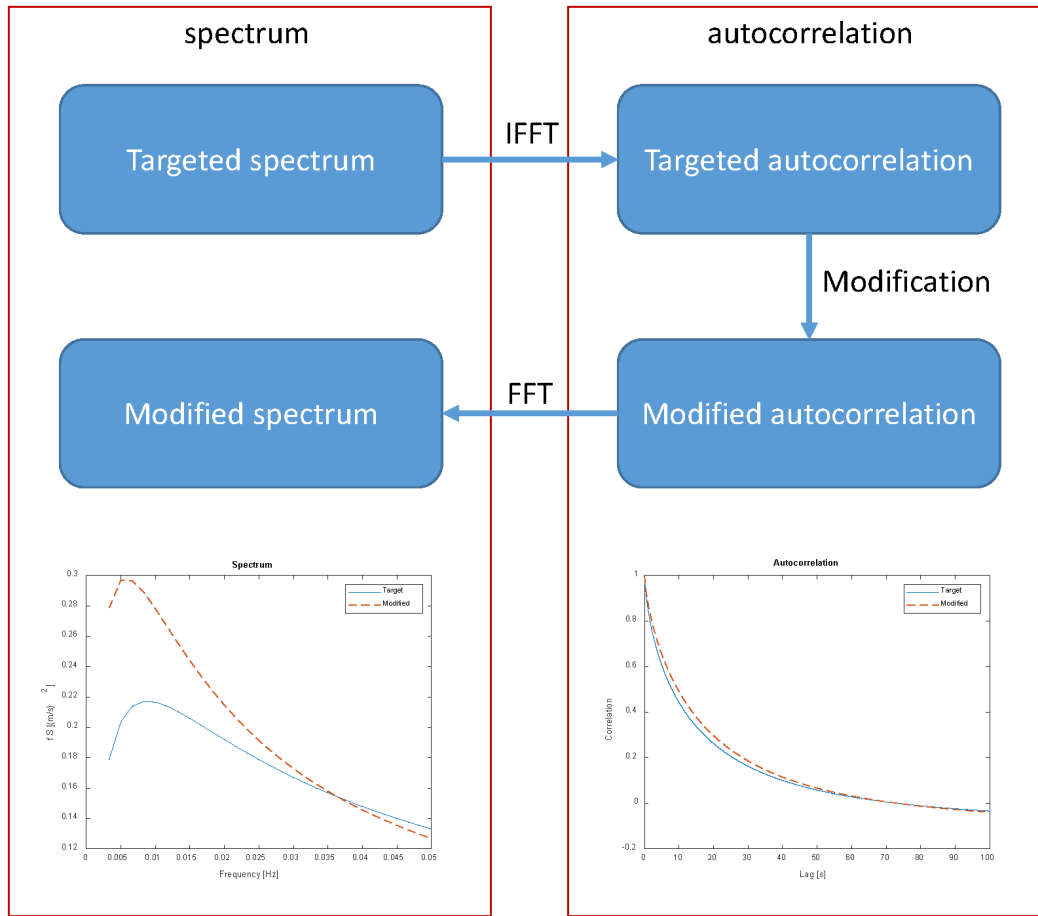 spectrum
autocorrelation
Targeted spectrum
IFFT
Targeted autocorrelation
Modification
Modified spectrum
FFT
Modified autocorrelation
Spectrum
0.3
0.28
0.26
0.24
0.22
0.2
0.18
0.16
0.14
0.12
f S [(m/s)2]
Target
Modified
0 0.005 0.01 0.015 0.02 0.025 0.03 0.035 0.04 0.045 0.05
Frequency [Hz]
Autocorrelation
1
0.8
0.6
0.4
0.2
0
-0.2
Correlation
Target
Modified
0 10 20 30 40 50 60 70 80 90 100
Lag [s]